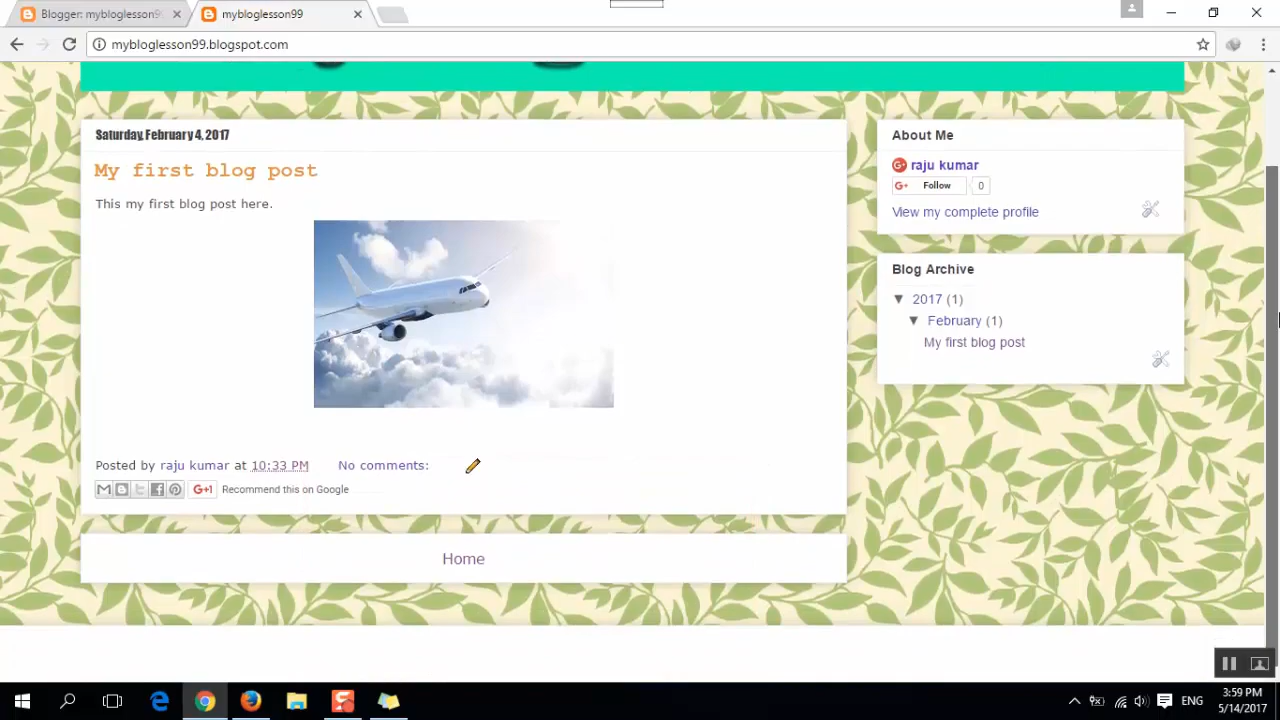 Blogger: mybloglesson9
mybloglesson99
mybloglesson99.blogspot.com
Saturday, February 4, 2017
My first blog post
This my first blog post here.
Posted by raju kumar at 10:33 PM No comments:
G+1 Recommend this on Google
Home
About Me
raju kumar
G+ Follow 0
View my complete profile
Blog Archive
▼ 2017 (1)
▼ February (1)
My first blog post
ENG
3:59 PM
5/14/2017